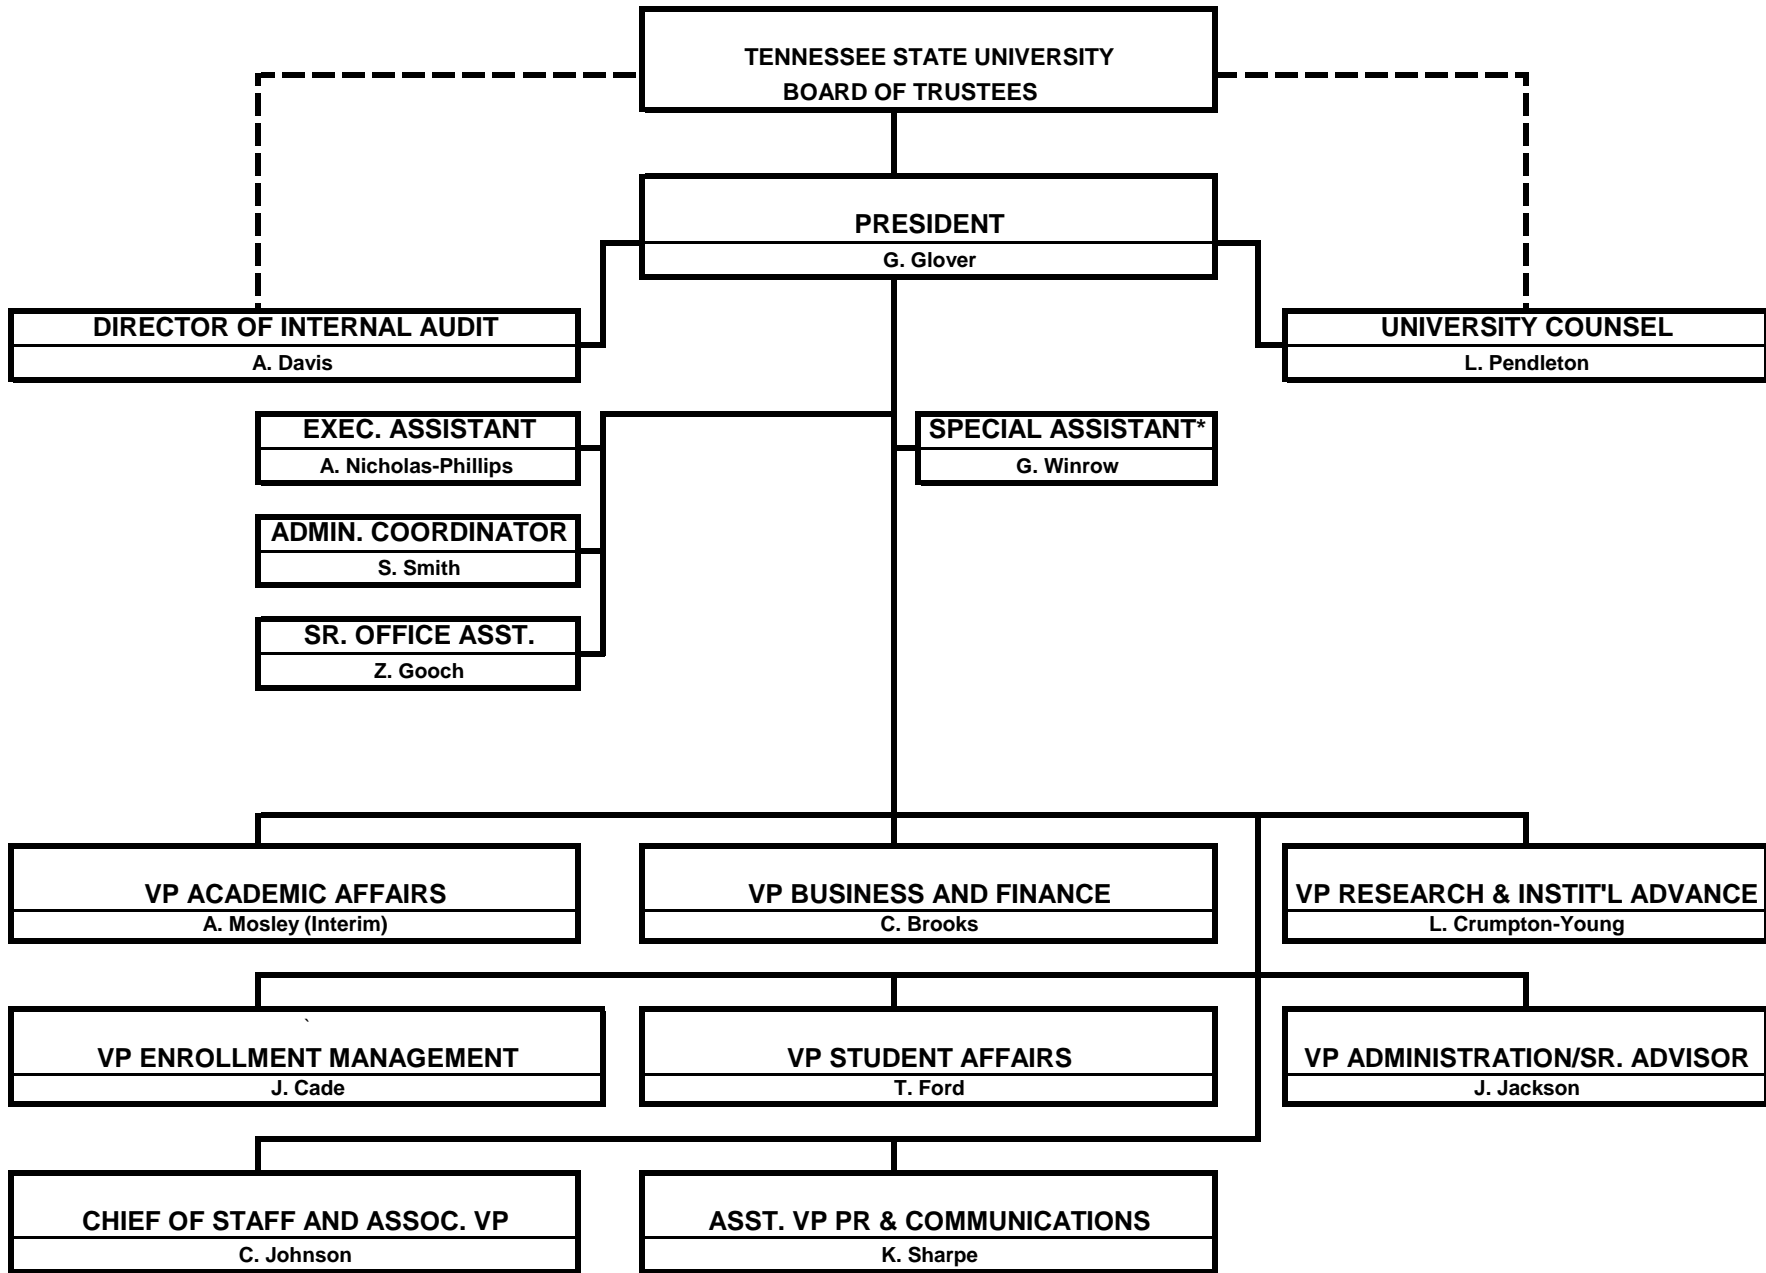 TENNESSEE STATE UNIVERSITY
BOARD OF TRUSTEES
PRESIDENT
G. Glover
DIRECTOR OF INTERNAL AUDIT
A. Davis
UNIVERSITY COUNSEL
L. Pendleton
EXEC. ASSISTANT
A. Nicholas-Phillips
SPECIAL ASSISTANT*
G. Winrow
ADMIN. COORDINATOR
S. Smith
SR. OFFICE ASST.
Z. Gooch
VP ACADEMIC AFFAIRS
A. Mosley (Interim)
VP BUSINESS AND FINANCE
C. Brooks
VP RESEARCH & INSTIT'L ADVANCE
L. Crumpton-Young
`
VP ENROLLMENT MANAGEMENT
J. Cade
VP STUDENT AFFAIRS
T. Ford
VP ADMINISTRATION/SR. ADVISOR
J. Jackson
CHIEF OF STAFF AND ASSOC. VP
C. Johnson
ASST. VP PR & COMMUNICATIONS
K. Sharpe